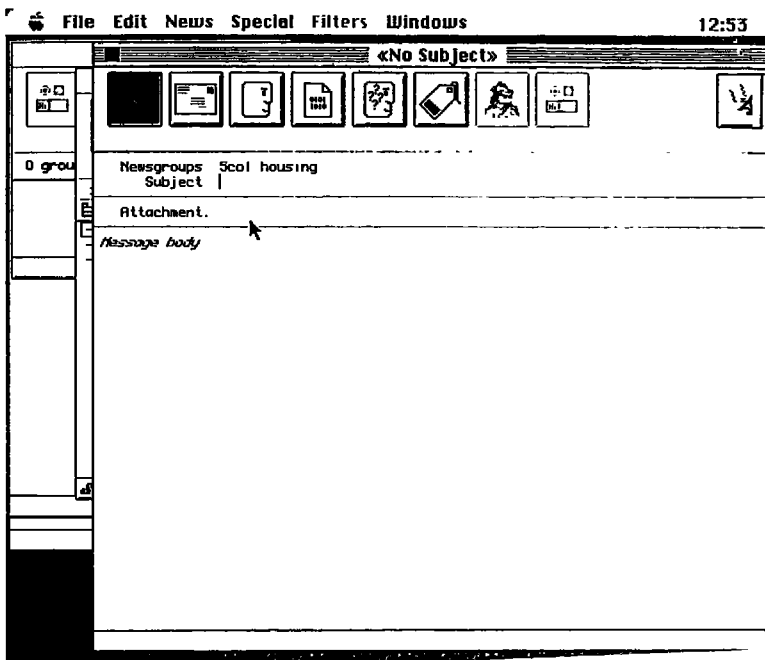 File Edit News Special Filters Windows 12:53
«No Subject»
0 grou
Newsgroups 5col housing
Subject
Attachment.
Message body